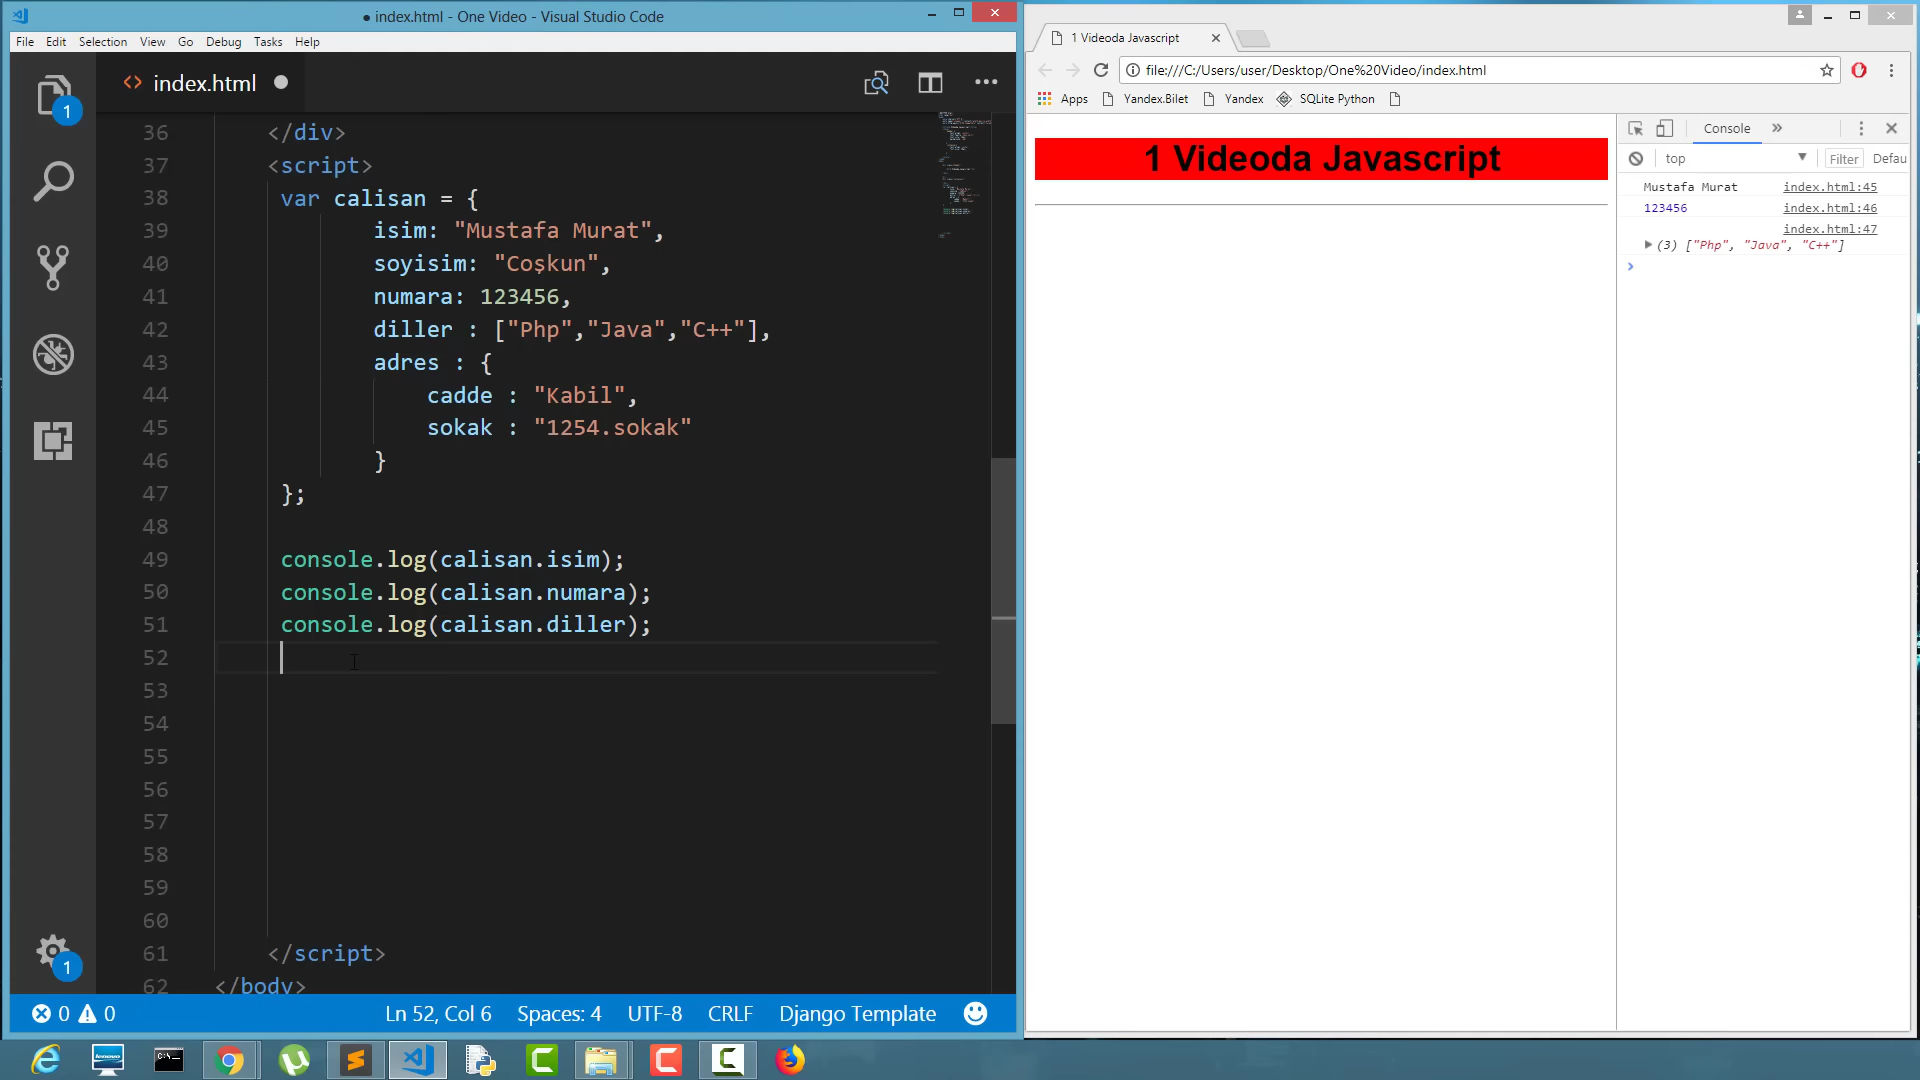 ● index.html - One Video - Visual Studio Code
File Edit Selection View Go Debug Tasks Help
1
<> index.html ●
36 </div>
37 <script>
38 var calisan = {
39 isim: "Mustafa Murat",
40 soyisim: "Coşkun",
41 numara: 123456,
42 diller : ["Php","Java","C++"],
43 adres : {
44 cadde : "Kabil",
45 sokak : "1254.sokak"
46 }
47 };
48
49 console.log(calisan.isim);
50 console.log(calisan.numara);
51 console.log(calisan.diller);
52
53
54
55
56
57
58
59
60
61 </script>
62 </body>
1
0 0 Ln 52, Col 6 Spaces: 4 UTF-8 CRLF Django Template
1 Videoda Javascript
file:///C:/Users/user/Desktop/One%20Video/index.html
Apps Yandex.Bilet Yandex SQLite Python
1 Videoda Javascript
Console »
top Filter Defau
Mustafa Murat index.html:45
123456 index.html:46
index.html:47
(3) ["Php", "Java", "C++"]